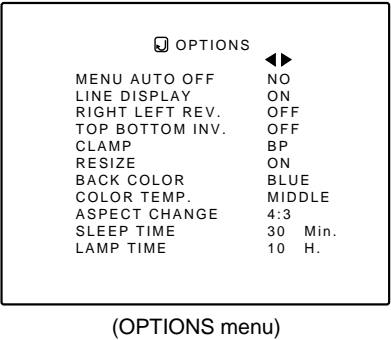 OPTIONS
◀▶
MENU AUTO OFF NO
LINE DISPLAY ON
RIGHT LEFT REV. OFF
TOP BOTTOM INV. OFF
CLAMP BP
RESIZE ON
BACK COLOR BLUE
COLOR TEMP. MIDDLE
ASPECT CHANGE 4:3
SLEEP TIME 30 Min.
LAMP TIME 10 H.
(OPTIONS menu)